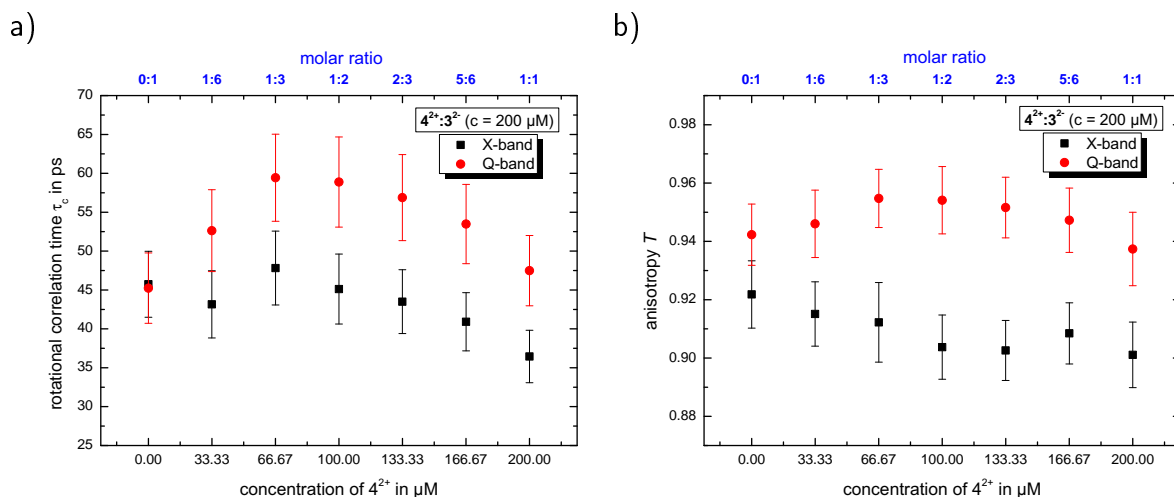 a)
molar ratio
0:1 1:6 1:3 1:2 2:3 5:6 1:1
4²⁺:3²⁻ (c = 200 µM)
X-band
Q-band
rotational correlation time τc in ps
70
65
60
55
50
45
40
35
30
25
0.00 33.33 66.67 100.00 133.33 166.67 200.00
concentration of 4²⁺ in µM
b)
molar ratio
0:1 1:6 1:3 1:2 2:3 5:6 1:1
4²⁺:3²⁻ (c = 200 µM)
X-band
Q-band
anisotropy T
0.98
0.96
0.94
0.92
0.90
0.88
0.00 33.33 66.67 100.00 133.33 166.67 200.00
concentration of 4²⁺ in µM